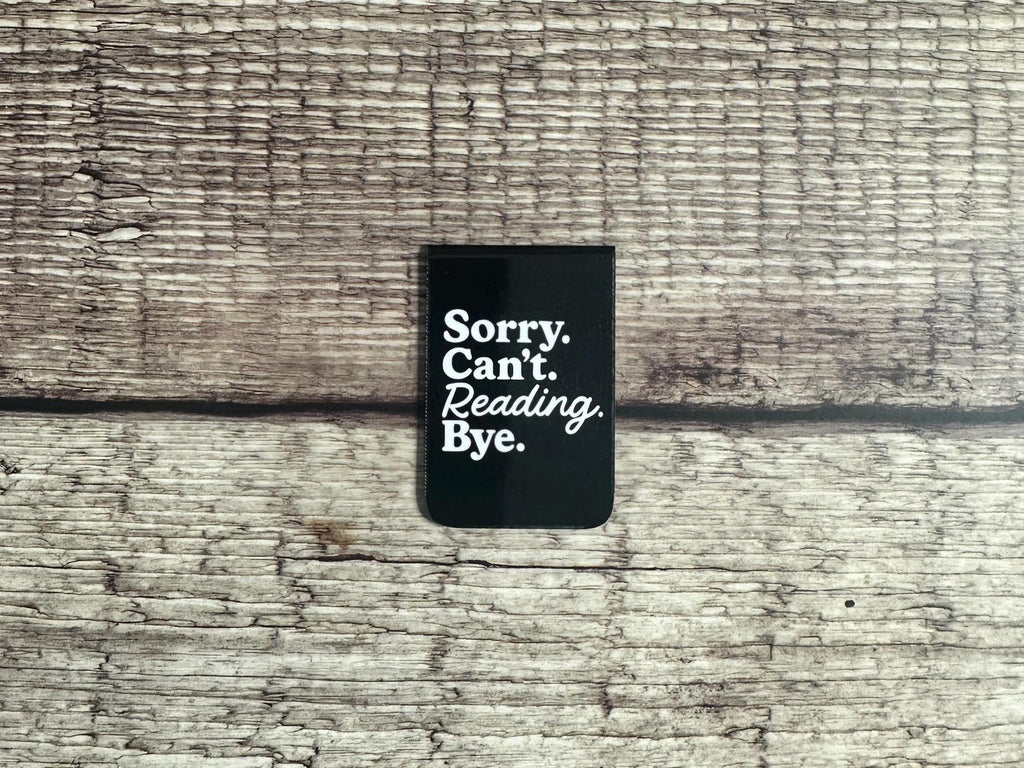 Sorry.
Can't.
Reading.
Bye.